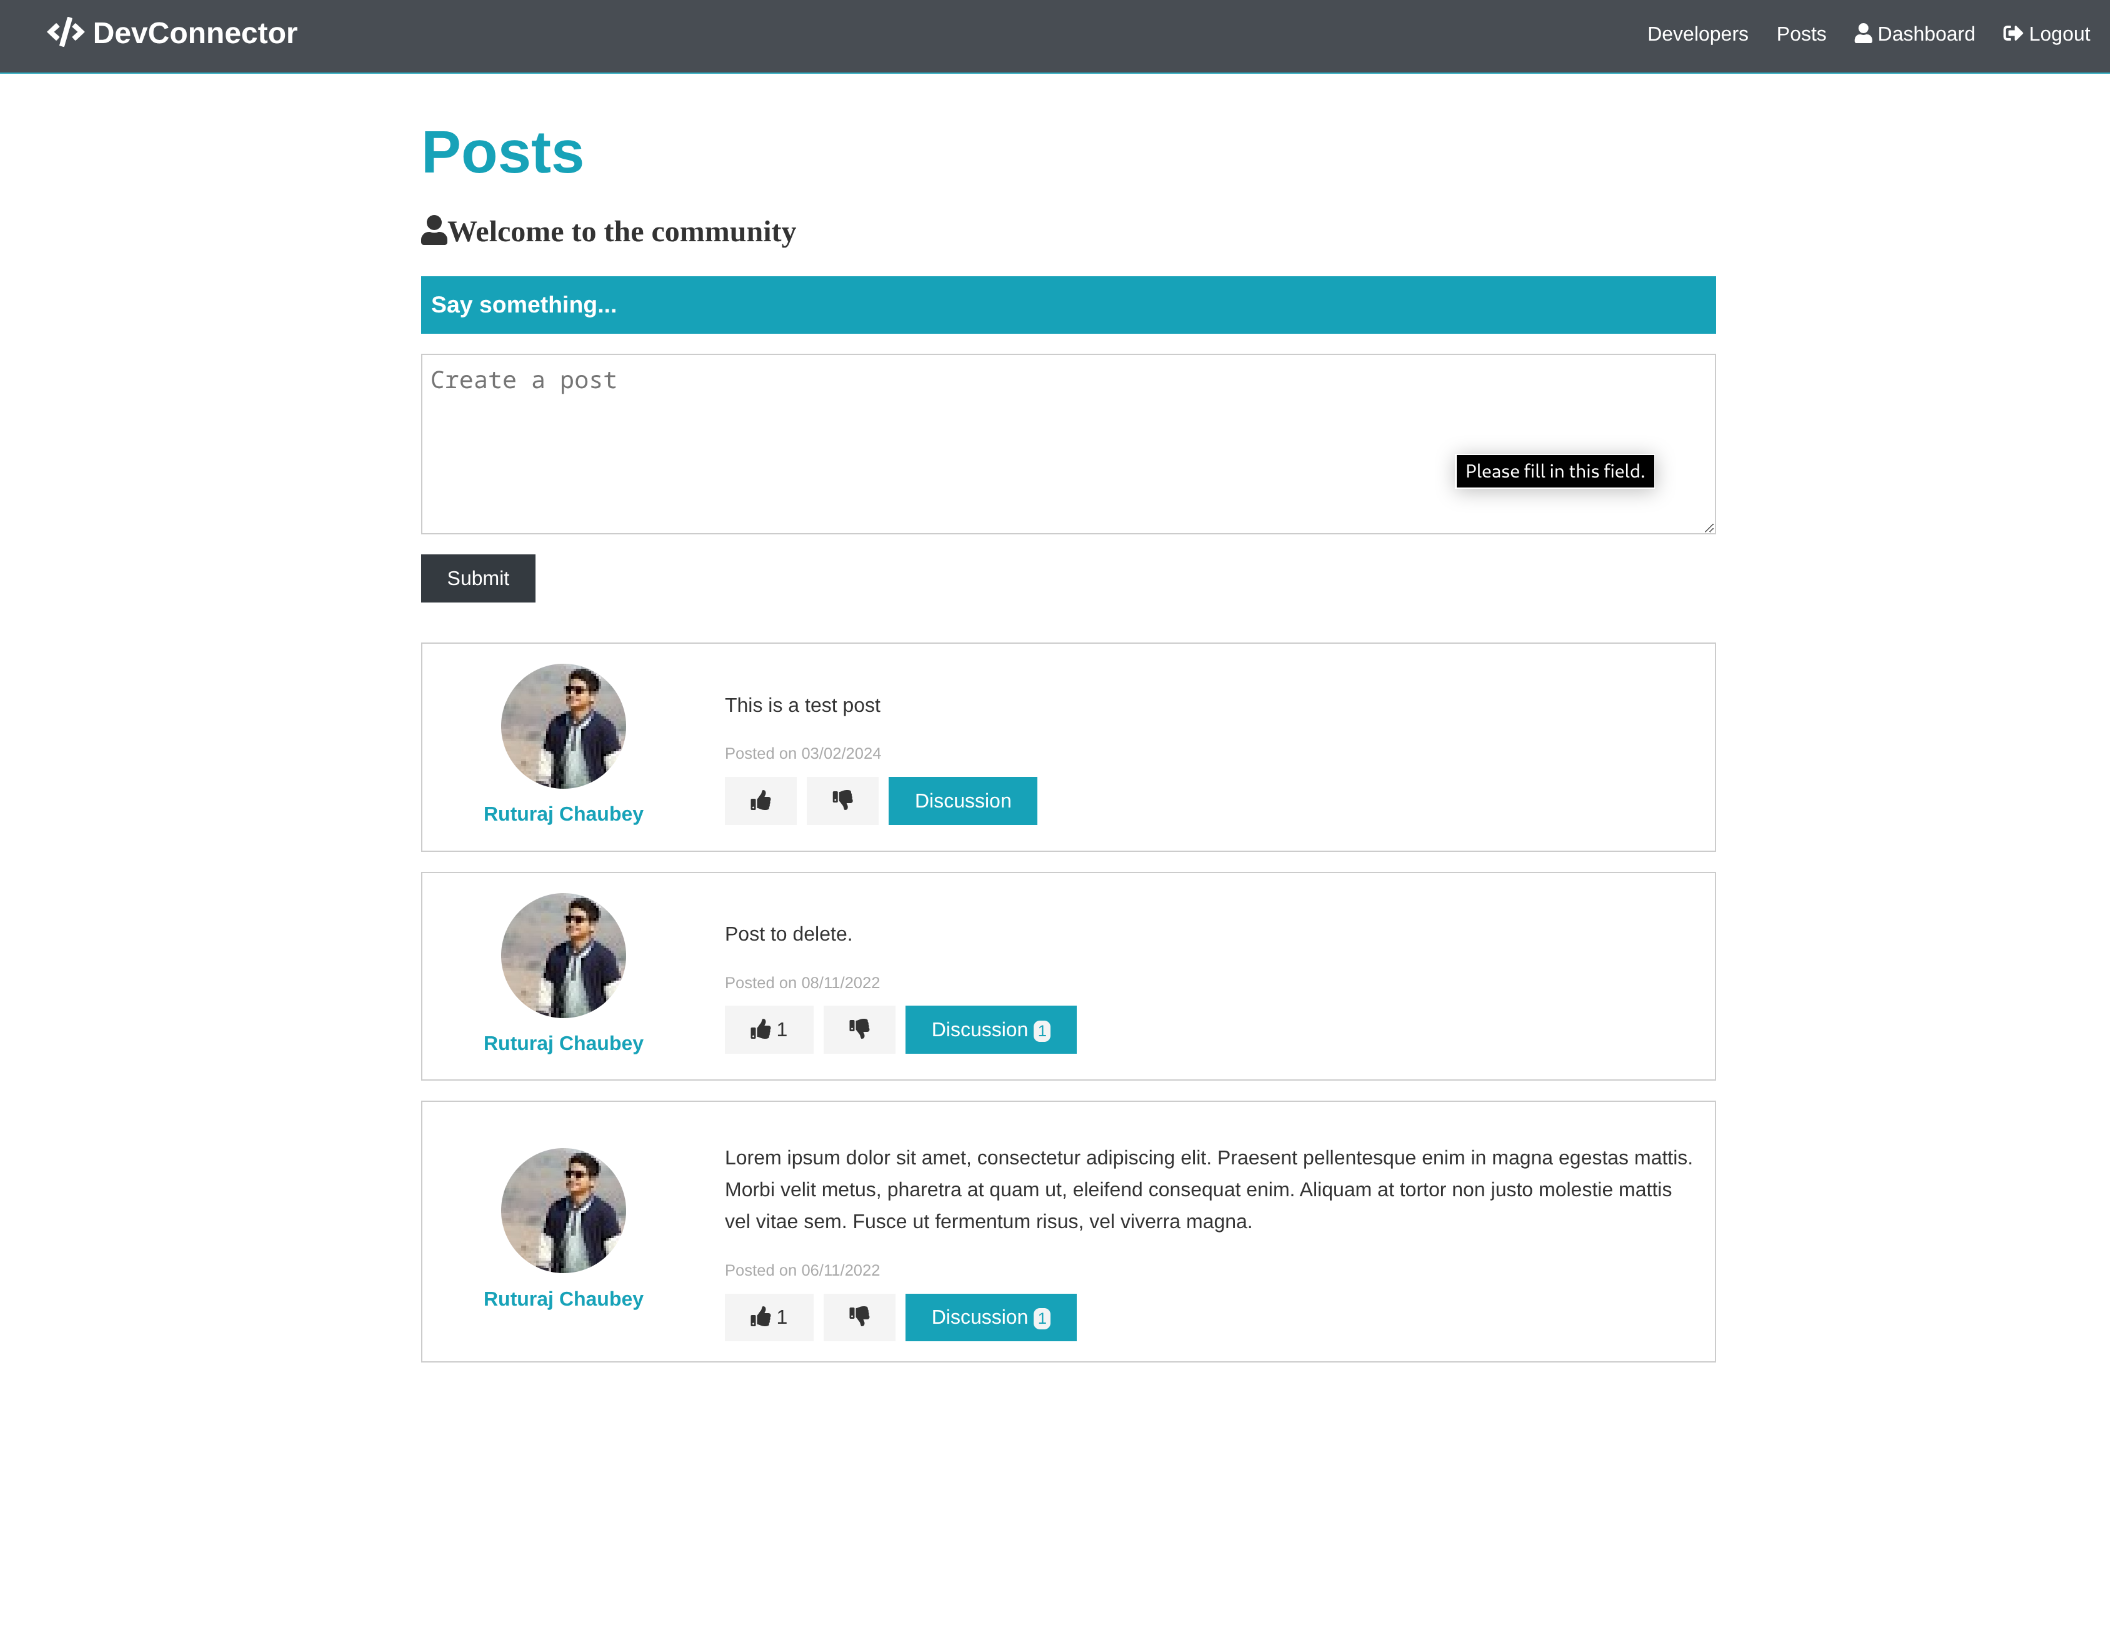 DevConnector
Developers Posts Dashboard Logout
Posts
Welcome to the community
Say something...
Create a post
Please fill in this field.
Submit
This is a test post
Posted on 03/02/2024
Discussion
Ruturaj Chaubey
Post to delete.
Posted on 08/11/2022
1 Discussion 1
Ruturaj Chaubey
Lorem ipsum dolor sit amet, consectetur adipiscing elit. Praesent pellentesque enim in magna egestas mattis.
Morbi velit metus, pharetra at quam ut, eleifend consequat enim. Aliquam at tortor non justo molestie mattis
vel vitae sem. Fusce ut fermentum risus, vel viverra magna.
Posted on 06/11/2022
Ruturaj Chaubey
1 Discussion 1